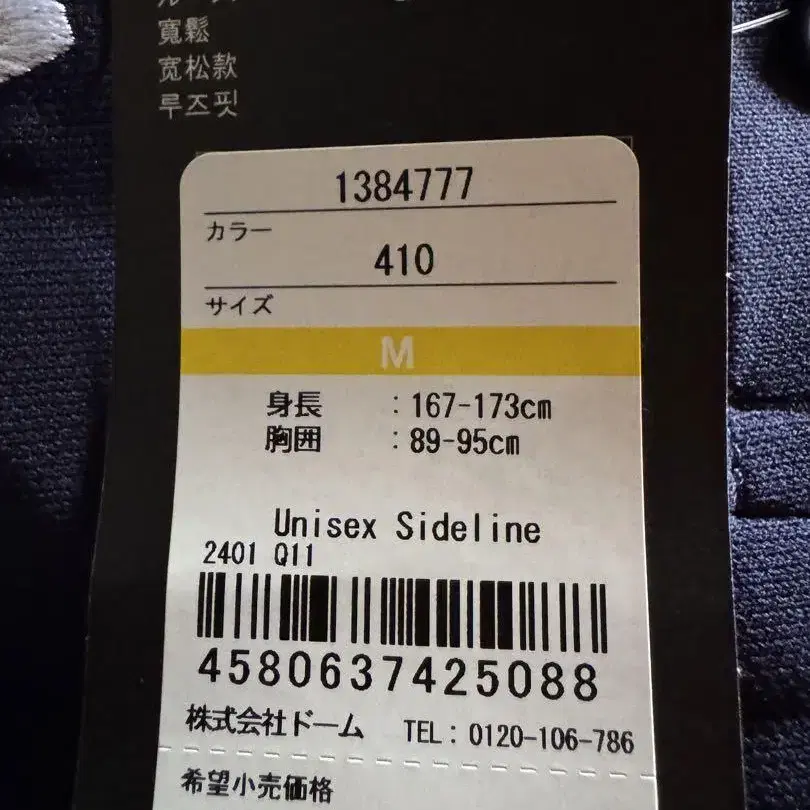 寬鬆
宽松款
루즈핏
1384777
カラー
410
サイズ
M
身長 : 167-173cm
胸囲 : 89-95cm
Unisex Sideline
2401 Q11
4580637425088
株式会社ドーム TEL: 0120-106-786
希望小売価格